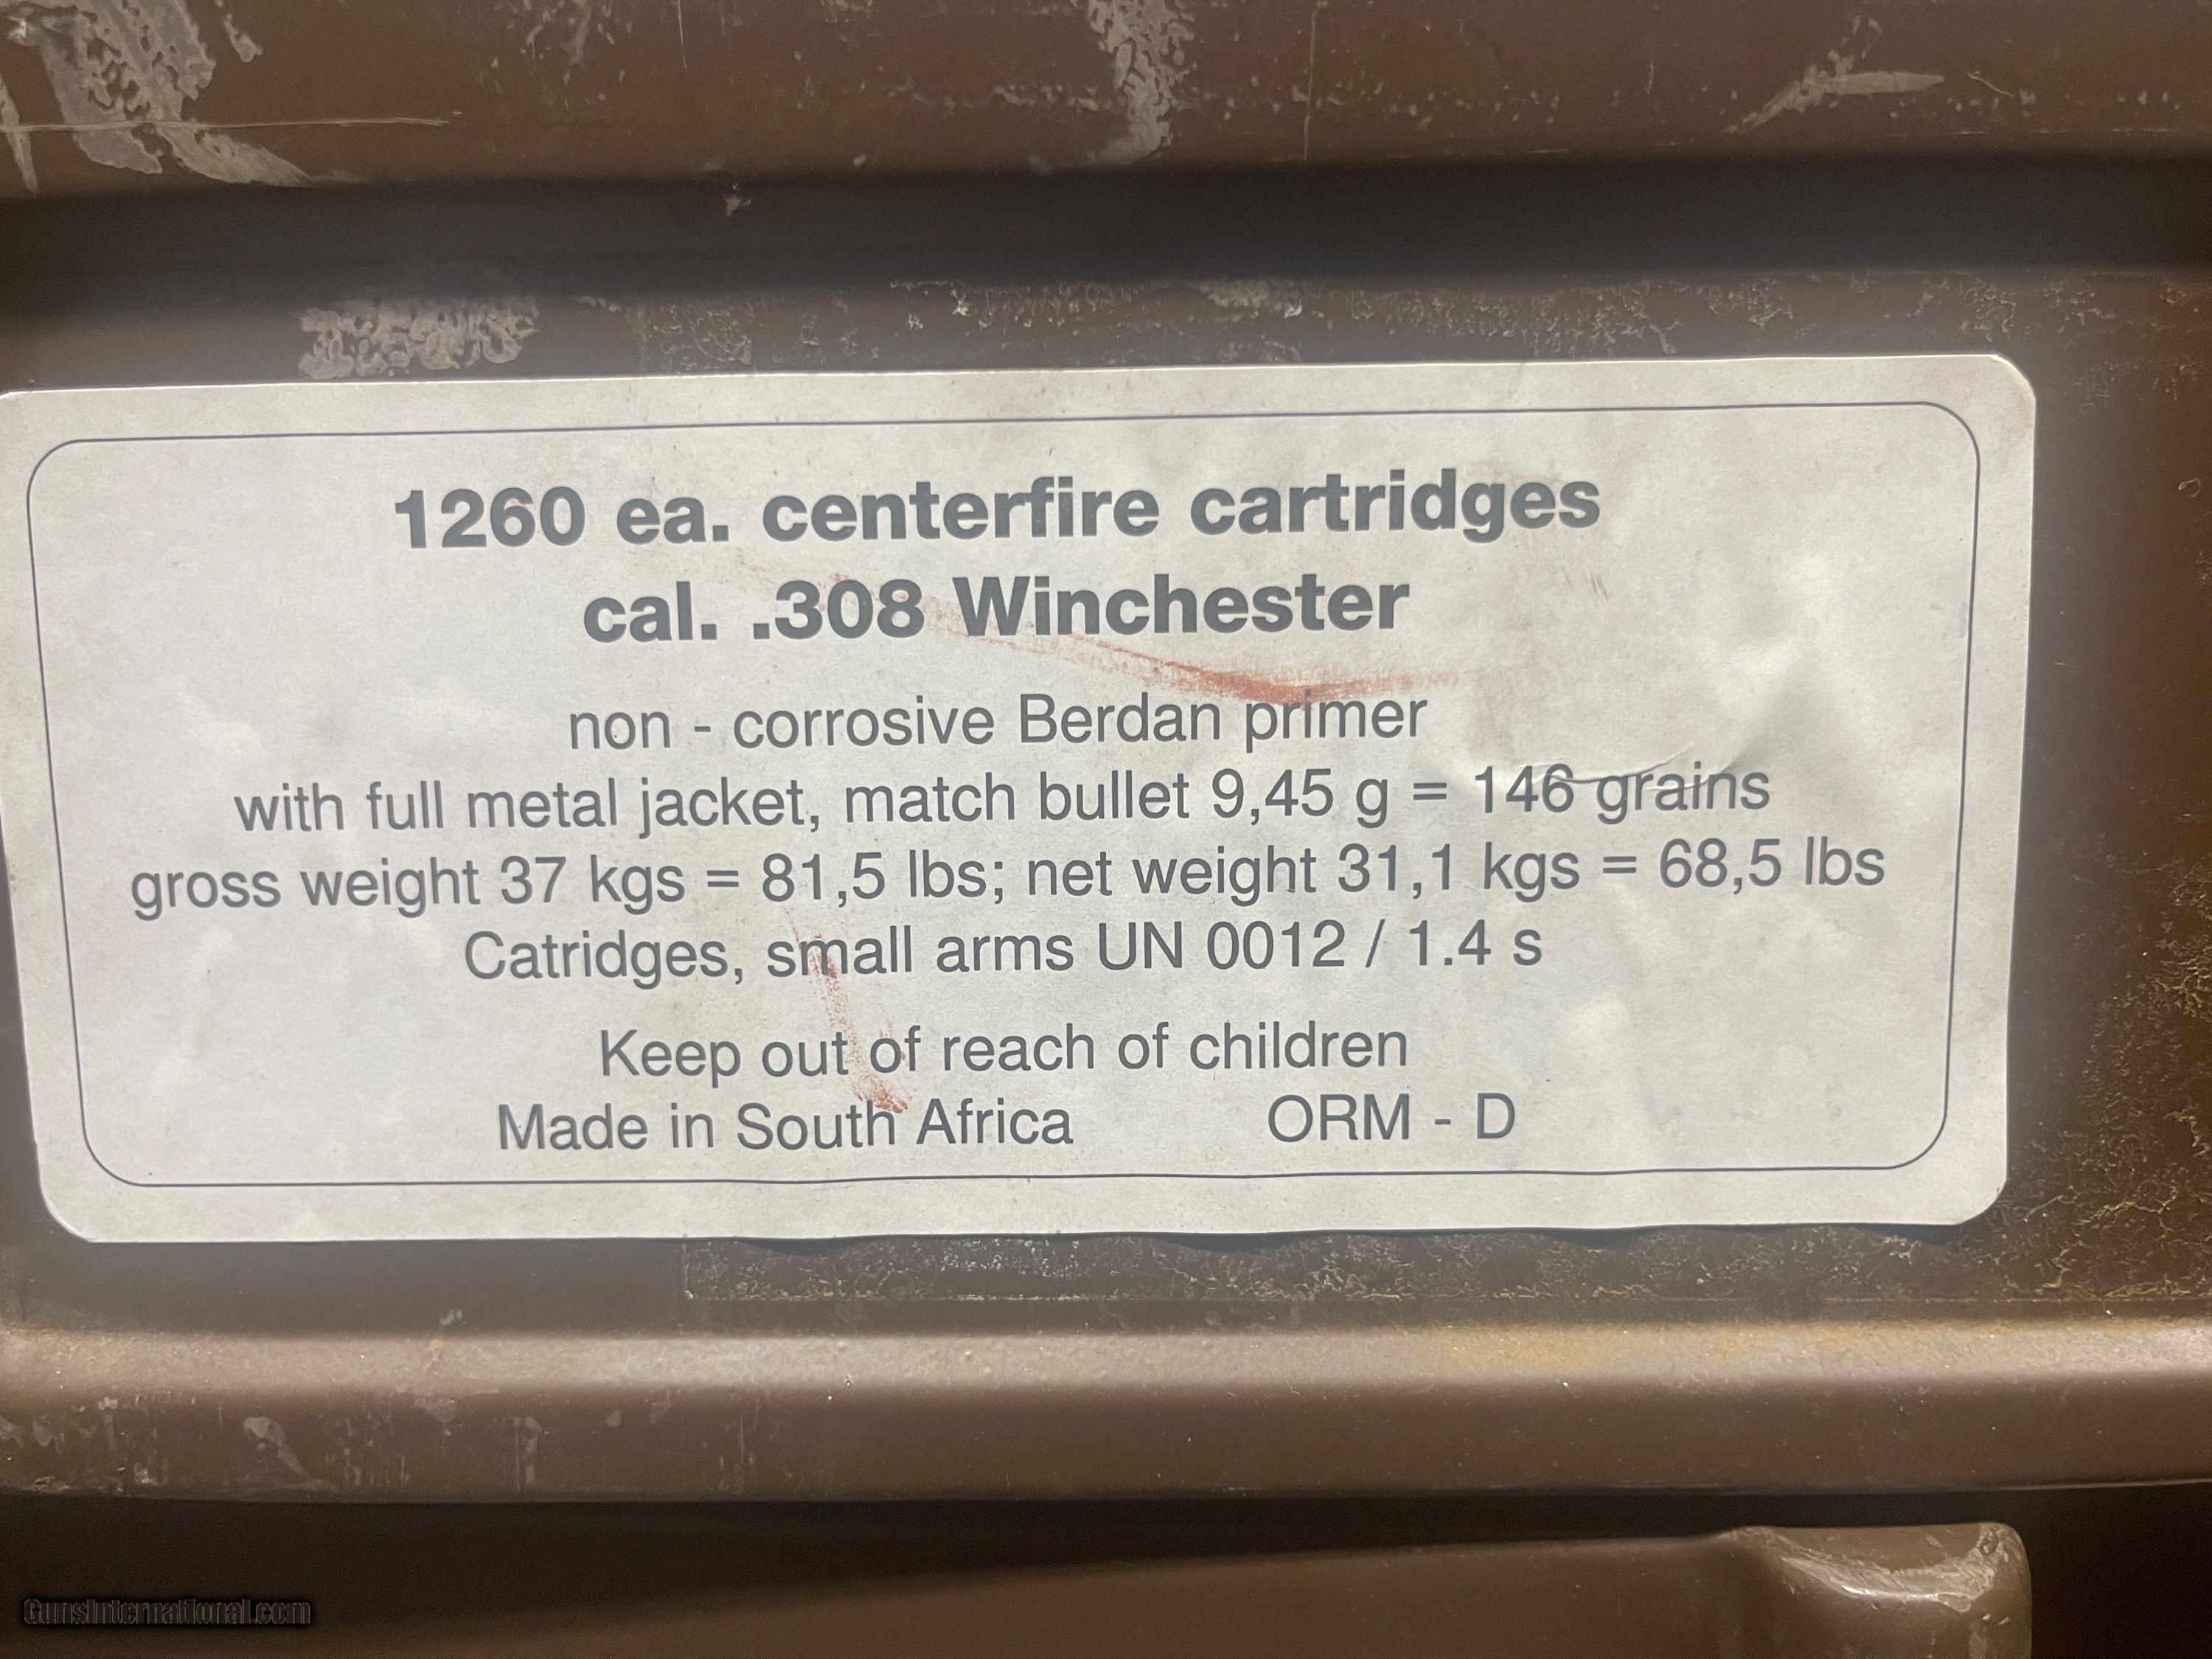 1260 ea. centerfire cartridges
cal. .308 Winchester
non - corrosive Berdan primer
with full metal jacket, match bullet 9,45 g = 146 grains
gross weight 37 kgs = 81,5 lbs; net weight 31,1 kgs = 68,5 lbs
Catridges, small arms UN 0012 / 1.4 s
Keep out of reach of children
Made in South Africa ORM - D
GunsInternational.com